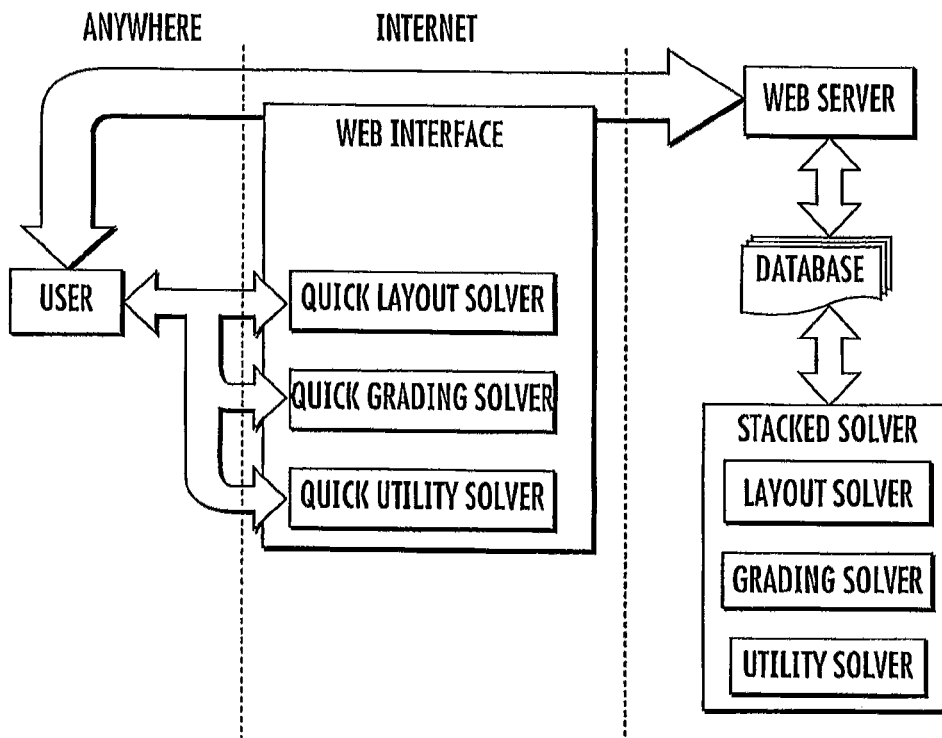 ANYWHERE
INTERNET
WEB INTERFACE
WEB SERVER
DATABASE
USER
QUICK LAYOUT SOLVER
QUICK GRADING SOLVER
QUICK UTILITY SOLVER
STACKED SOLVER
LAYOUT SOLVER
GRADING SOLVER
UTILITY SOLVER